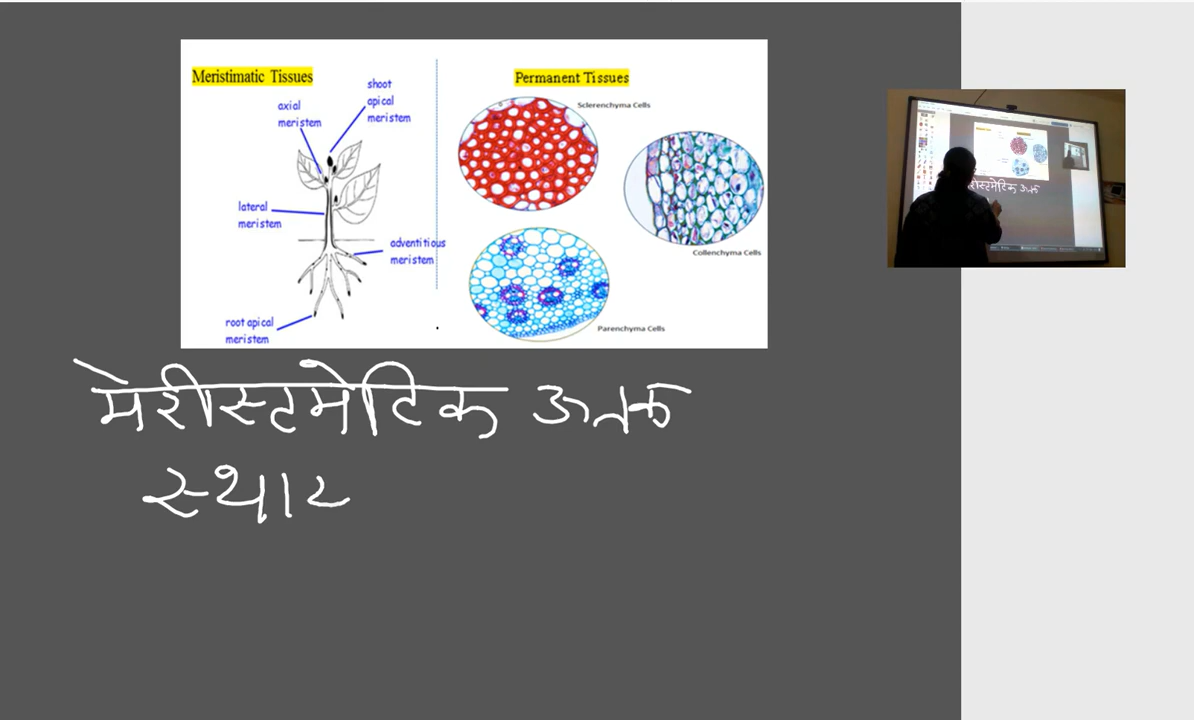 Meristimatic Tissues
shoot
apical
meristem
axial
meristem
lateral
meristem
adventitious
meristem
root apical
meristem
Permanent Tissues
Sclerenchyma Cells
Collenchyma Cells
Parenchyma Cells
मेरीस्टमेटिक ऊतक
स्थार